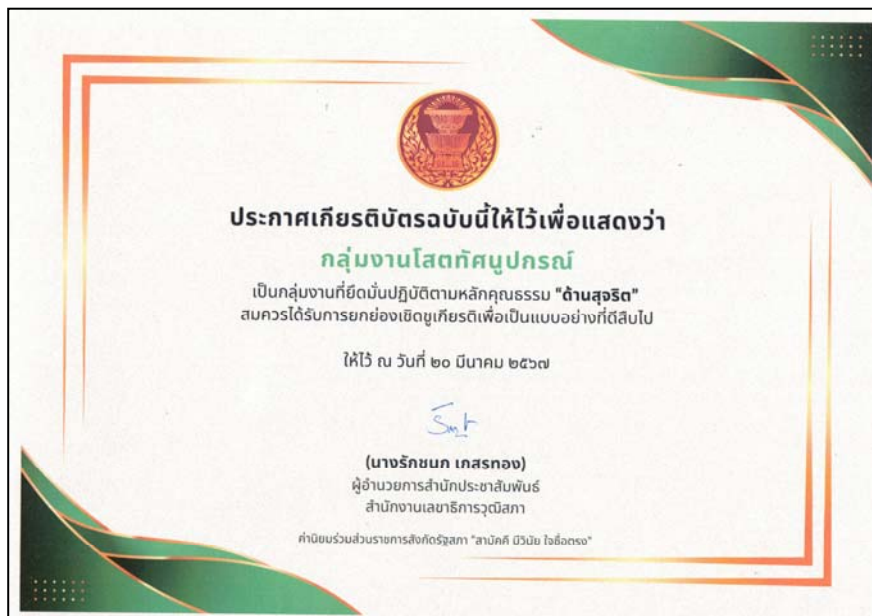 ประกาศเกียรติบัตรฉบับนี้ให้ไว้เพื่อแสดงว่า
กลุ่มงานโสตทัศนูปกรณ์
เป็นกลุ่มงานที่ยึดมั่นปฏิบัติตามหลักคุณธรรม "ด้านสุจริต"
สมควรได้รับการยกย่องเชิดชูเกียรติเพื่อเป็นแบบอย่างที่ดีสืบไป
ให้ไว้ ณ วันที่ ๒๐ มีนาคม ๒๕๖๗
(นางรักชนก เกสรทอง)
ผู้อำนวยการสำนักประชาสัมพันธ์
สำนักงานเลขาธิการวุฒิสภา
ค่านิยมร่วมส่วนราชการสังกัดรัฐสภา "สามัคคี มีวินัย ใจซื่อตรง"